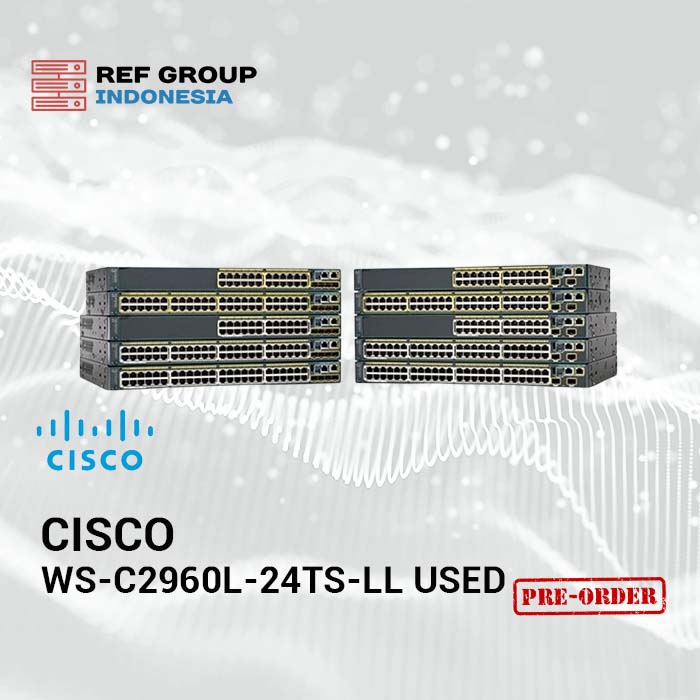 REF GROUP
INDONESIA
CISCO
CISCO
WS-C2960L-24TS-LL USED
PRE-ORDER